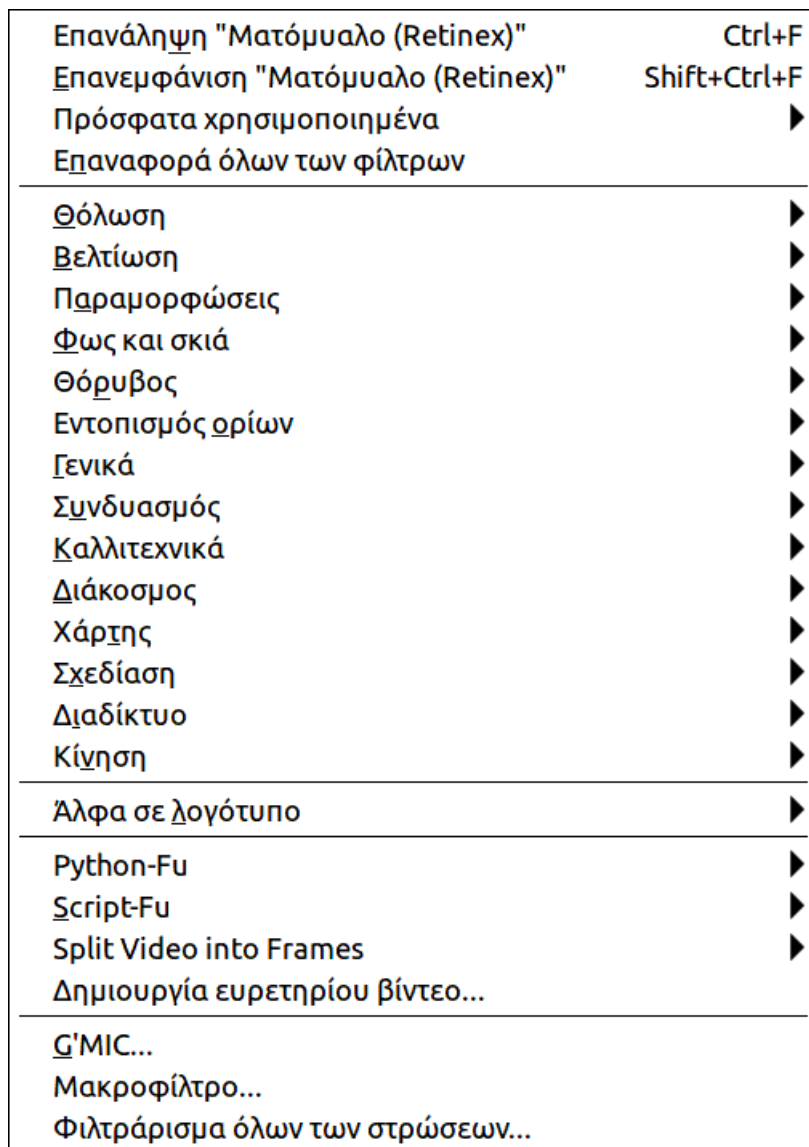 Επανάληψη "Ματόμυαλο (Retinex)" Ctrl+F
Επανεμφάνιση "Ματόμυαλο (Retinex)" Shift+Ctrl+F
Πρόσφατα χρησιμοποιημένα
Επαναφορά όλων των φίλτρων
Θόλωση
Βελτίωση
Παραμορφώσεις
Φως και σκιά
Θόρυβος
Εντοπισμός ορίων
Γενικά
Συνδυασμός
Καλλιτεχνικά
Διάκοσμος
Χάρτης
Σχεδίαση
Διαδίκτυο
Κίνηση
Άλφα σε λογότυπο
Python-Fu
Script-Fu
Split Video into Frames
Δημιουργία ευρετηρίου βίντεο...
G'MIC...
Μακροφίλτρο...
Φιλτράρισμα όλων των στρώσεων...